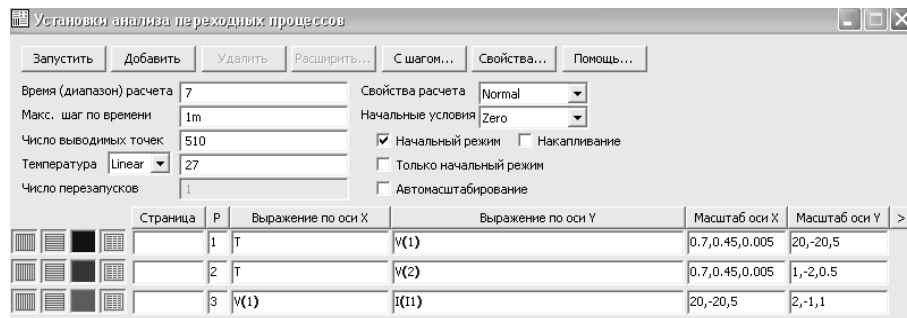 Установки анализа переходных процессов
Запустить Добавить Удалить Расширить... С шагом... Свойства... Помощь...
Время (диапазон) расчета 7 Свойства расчета Normal
Макс. шаг по времени 1m Начальные условия Zero
Число выводимых точек 510 Начальный режим Накапливание
Температура Linear 27 Только начальный режим
Число перезапусков 1 Автомасштабирование
Страница P Выражение по оси X Выражение по оси Y Масштаб оси X Масштаб оси Y >
1 T V(1) 0.7,0.45,0.005 20,-20,5
2 T V(2) 0.7,0.45,0.005 1,-2,0.5
3 V(1) I(I1) 20,-20,5 2,-1,1